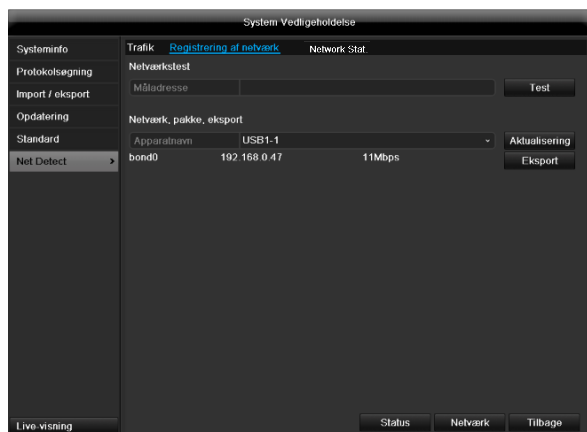 System Vedligeholdelse
Systeminfo
Protokolsøgning
Import / eksport
Opdatering
Standard
Net Detect >
Live-visning
Trafik Registrering af netværk Network Stat.
Netværkstest
Måladresse Test
Netværk, pakke, eksport
Apparatnavn USB1-1 Aktualisering
bond0 192.168.0.47 11Mbps Eksport
Status Netværk Tilbage